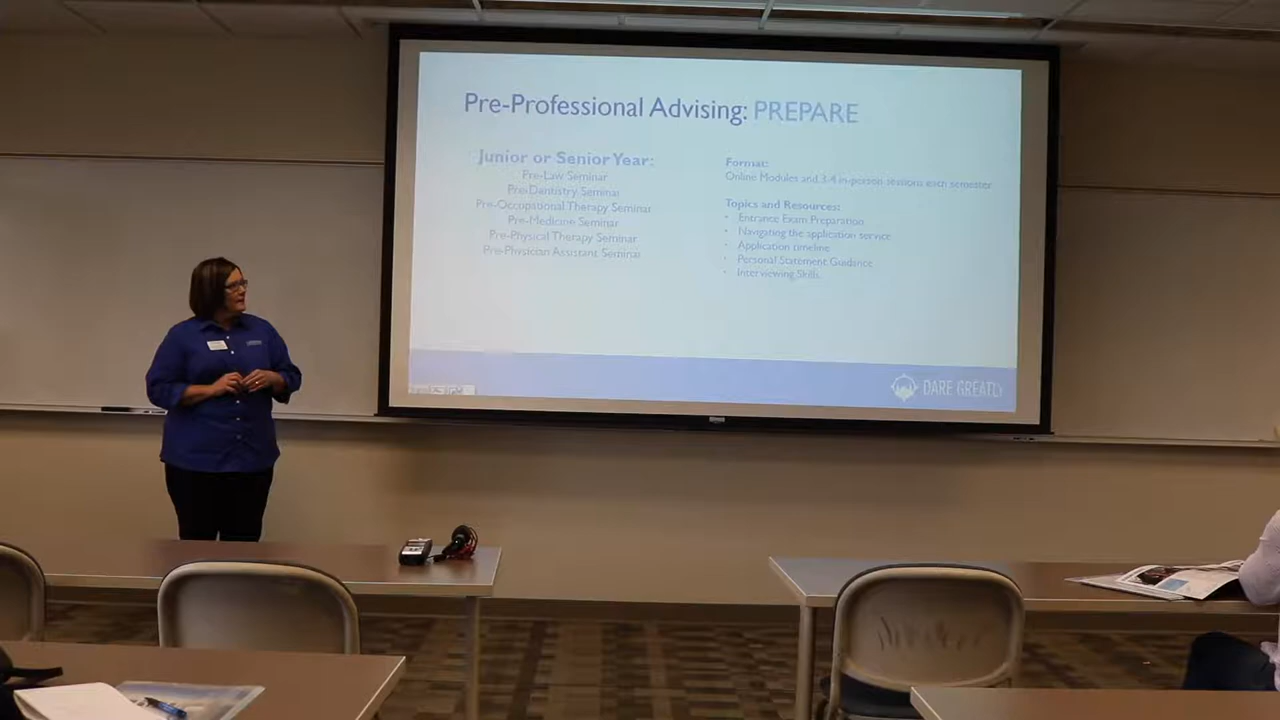 Pre-Professional Advising: PREPARE
Junior or Senior Year:
Pre-Law Seminar
Pre-Dentistry Seminar
Pre-Occupational Therapy Seminar
Pre-Medicine Seminar
Pre-Physical Therapy Seminar
Pre-Physician Assistant Seminar
Format:
Online Modules and 3-4 in-person sessions each semester
Topics and Resources:
• Entrance Exam Preparation
• Navigating the application service
• Application timeline
• Personal Statement Guidance
• Interviewing Skills
DARE GREATLY